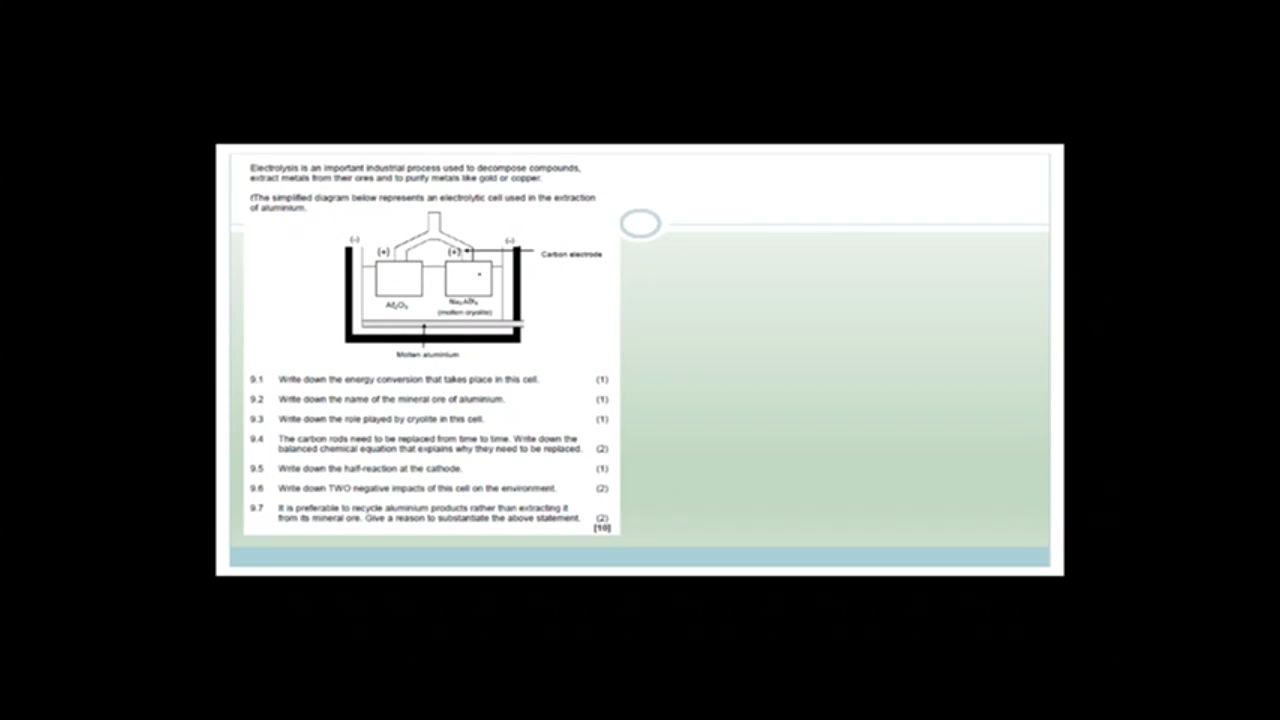 Electrolysis is an important industrial process used to decompose compounds,
extract metals from their ores and to purify metals like gold or copper.
The simplified diagram below represents an electrolytic cell used in the extraction
of aluminium.
(-)
(-)
(+)
(+)
Carbon electrode
Al₂O₃
Na₃AlF₆
(molten cryolite)
Molten aluminium
9.1 Write down the energy conversion that takes place in this cell. (1)
9.2 Write down the name of the mineral ore of aluminium. (1)
9.3 Write down the role played by cryolite in this cell. (1)
9.4 The carbon rods need to be replaced from time to time. Write down the
balanced chemical equation that explains why they need to be replaced. (2)
9.5 Write down the half-reaction at the cathode. (1)
9.6 Write down TWO negative impacts of this cell on the environment. (2)
9.7 It is preferable to recycle aluminium products rather than extracting it
from its mineral ore. Give a reason to substantiate the above statement. (2)
[10]